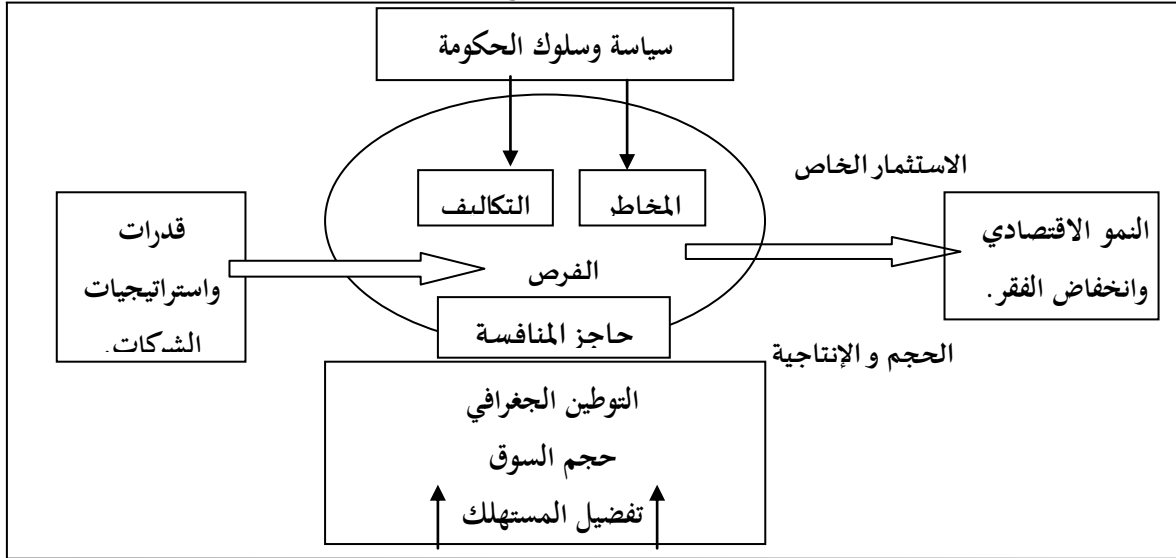 سياسة وسلوك الحكومة
الاستثمار الخاص
المخاطر
التكاليف
النمو الاقتصادي
وانخفاض الفقر.
قدرات
واستراتيجيات
الشركات.
الفرص
حاجز المنافسة
الحجم و الإنتاجية
التوطين الجغرافي
حجم السوق
تفضيل المستهلك